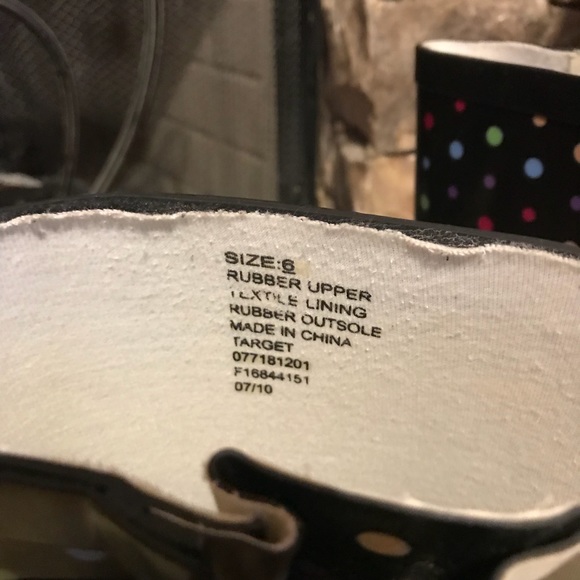 SIZE:6
RUBBER UPPER
TEXTILE LINING
RUBBER OUTSOLE
MADE IN CHINA
TARGET
077181201
F16844151
07/10